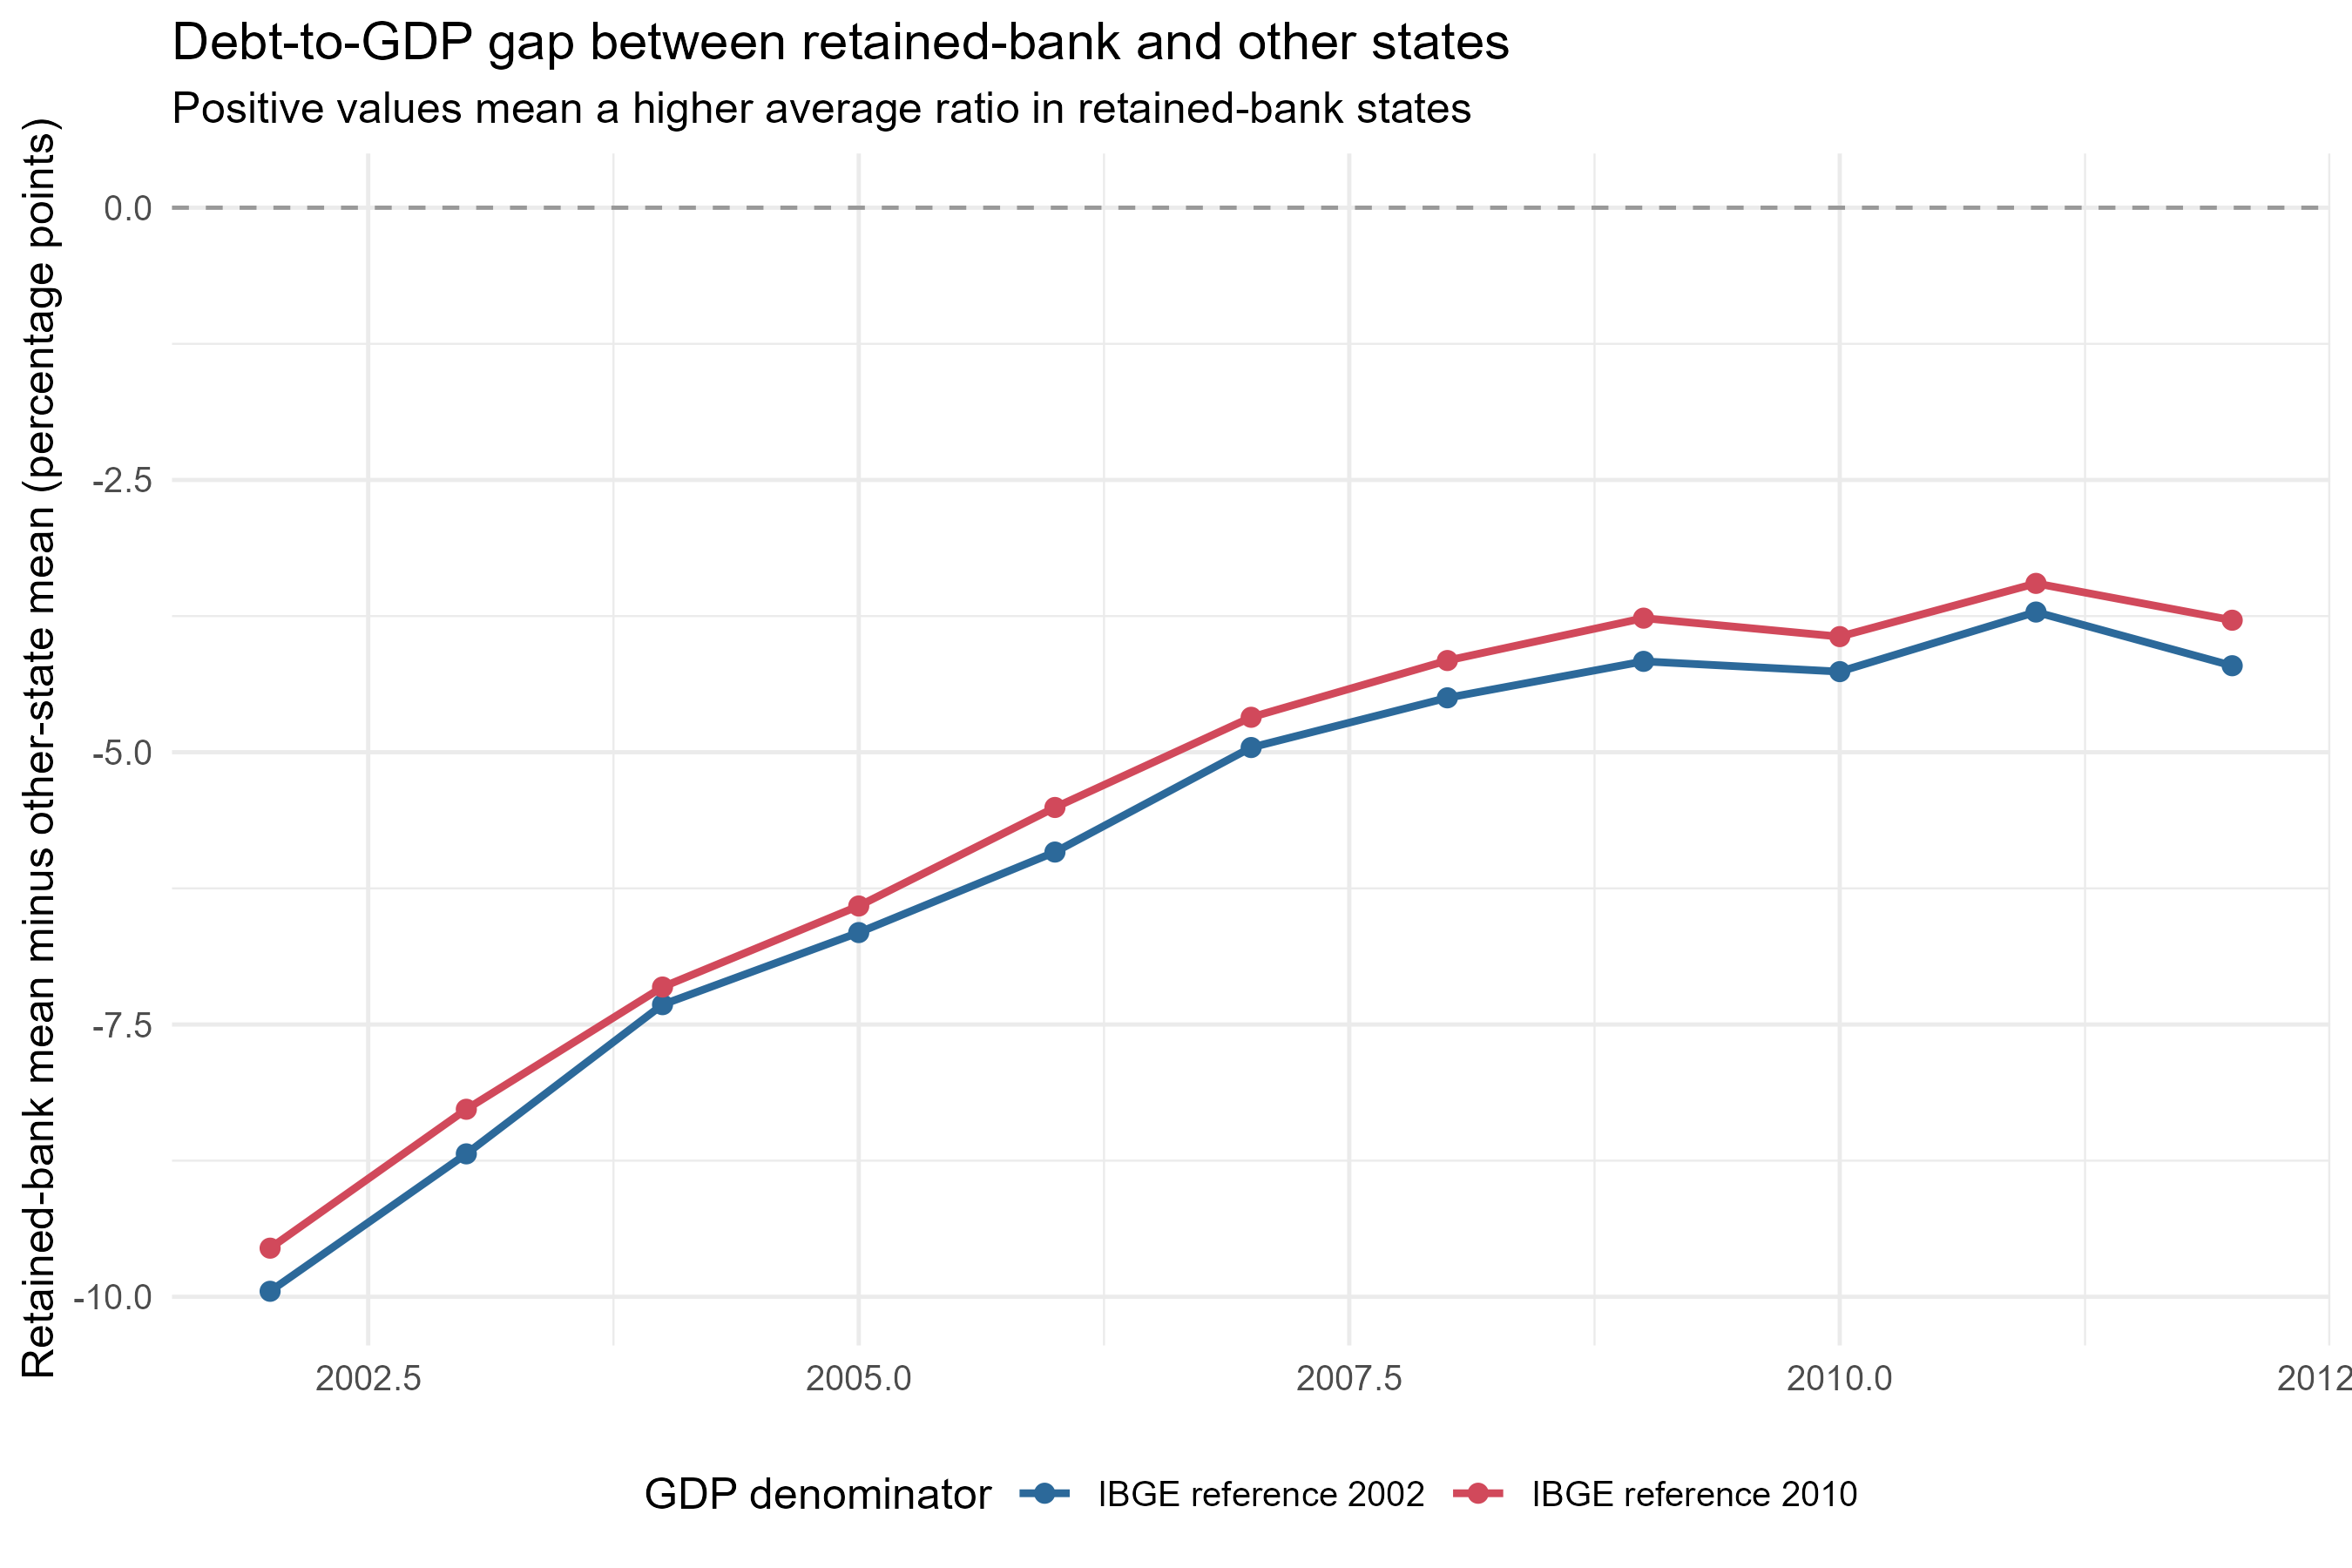 Debt-to-GDP gap between retained-bank and other states
Positive values mean a higher average ratio in retained-bank states
Retained-bank mean minus other-state mean (percentage points)
0.0
-2.5
-5.0
-7.5
-10.0
2002.5 2005.0 2007.5 2010.0 2012
GDP denominator IBGE reference 2002 IBGE reference 2010